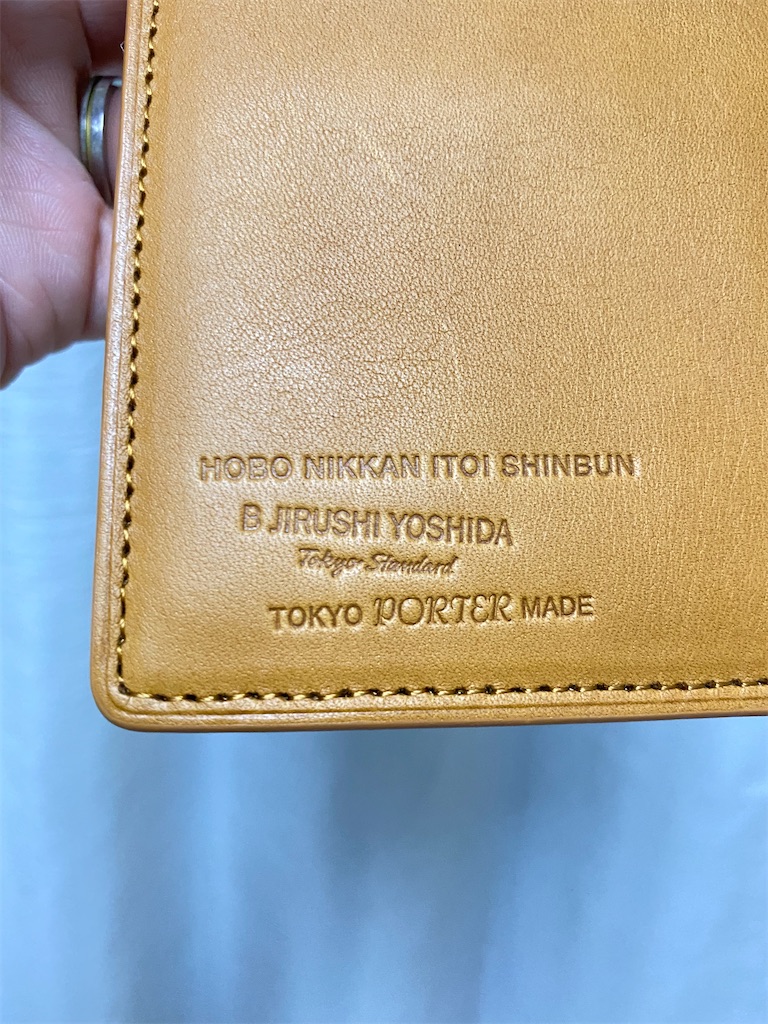 HOBO NIKKAN ITOI SHINBUN
B JIRUSHI YOSHIDA
Tokyo Standard
TOKYO PORTER MADE